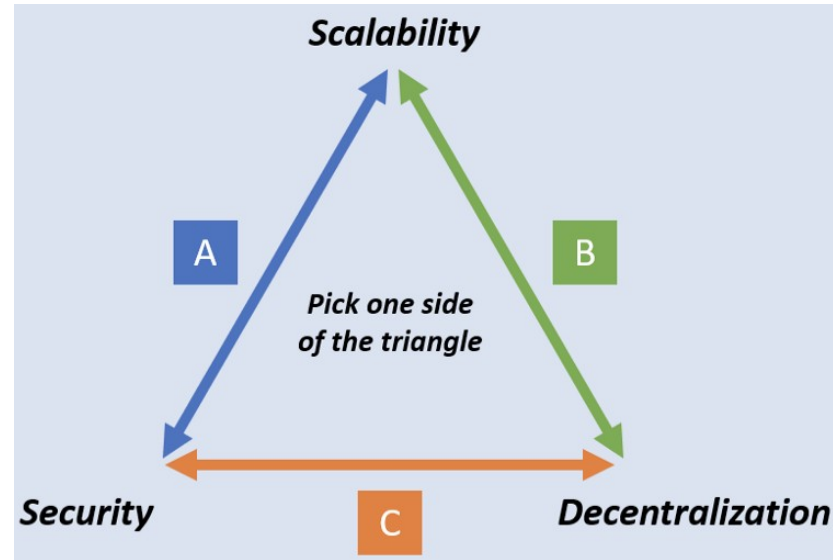 Scalability
A
B
Pick one side
of the triangle
Security
Decentralization
C